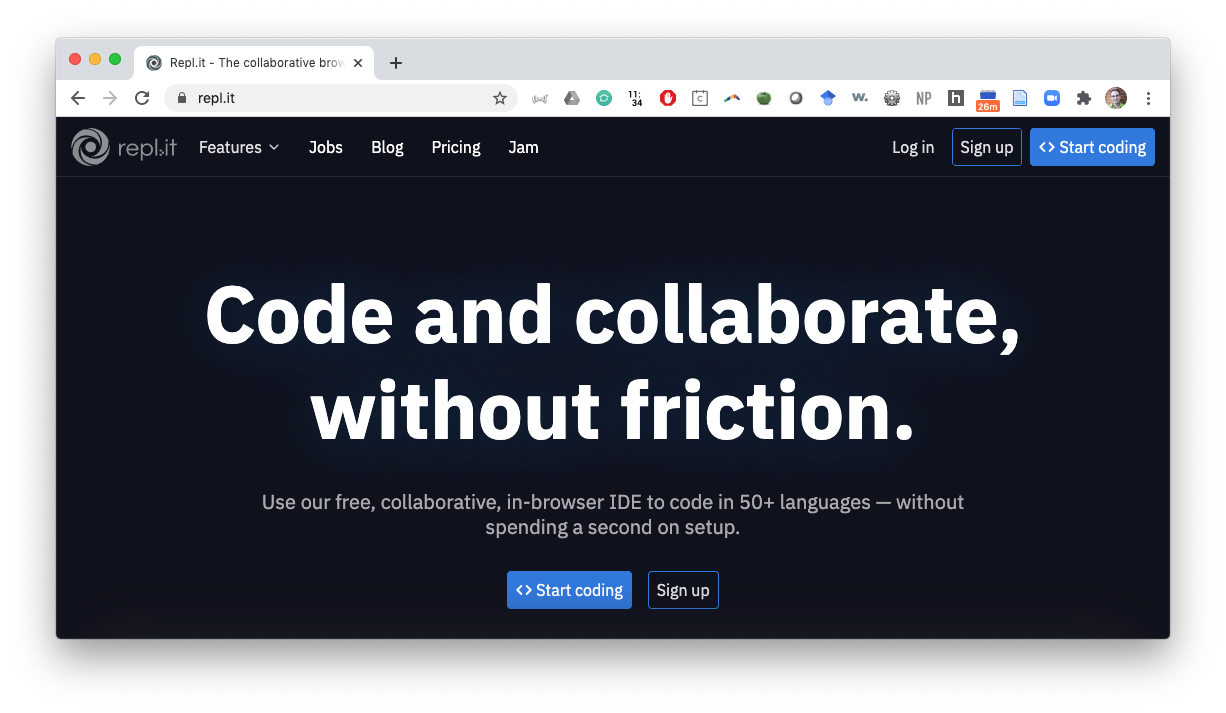 Repl.it - The collaborative brow
repl.it
11:
34
NP
h
w.
26m
repl.it Features Jobs Blog Pricing Jam Log in Sign up <> Start coding
Code and collaborate,
without friction.
Use our free, collaborative, in-browser IDE to code in 50+ languages — without
spending a second on setup.
<> Start coding Sign up